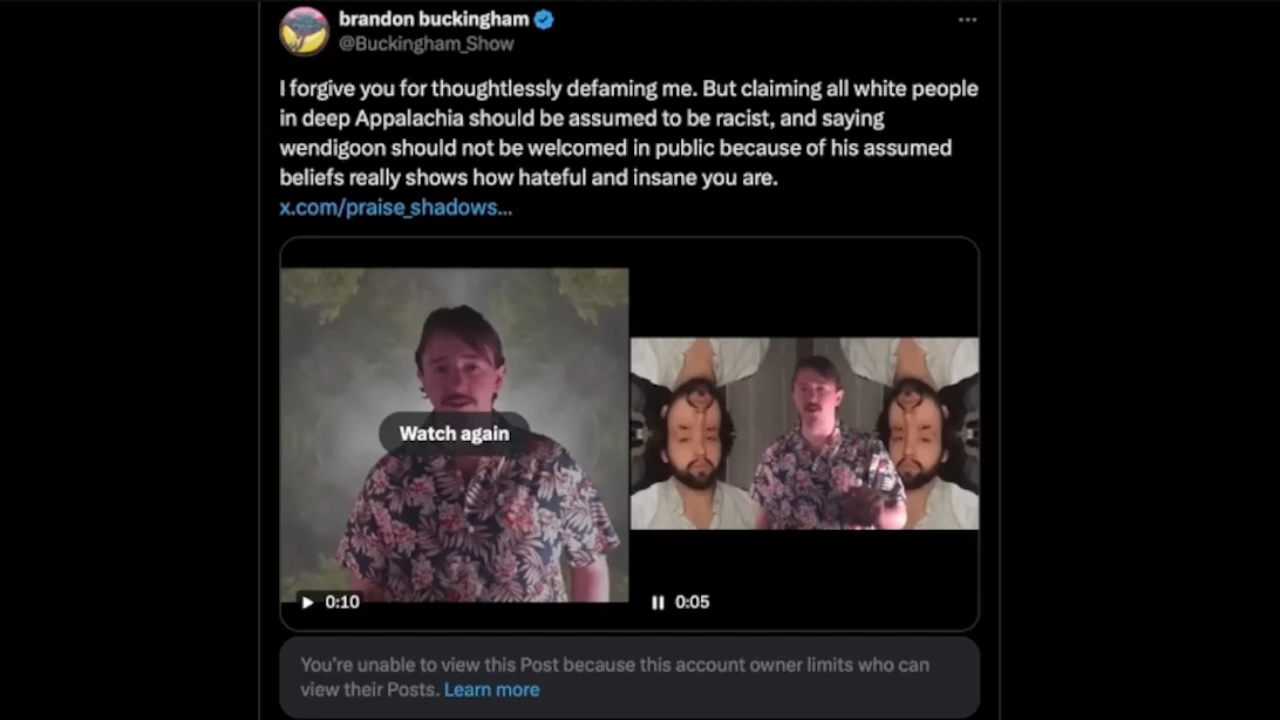 brandon buckingham
@Buckingham_Show
I forgive you for thoughtlessly defaming me. But claiming all white people
in deep Appalachia should be assumed to be racist, and saying
wendigoon should not be welcomed in public because of his assumed
beliefs really shows how hateful and insane you are.
x.com/praise_shadows...
Watch again
0:10
0:05
You're unable to view this Post because this account owner limits who can
view their Posts. Learn more